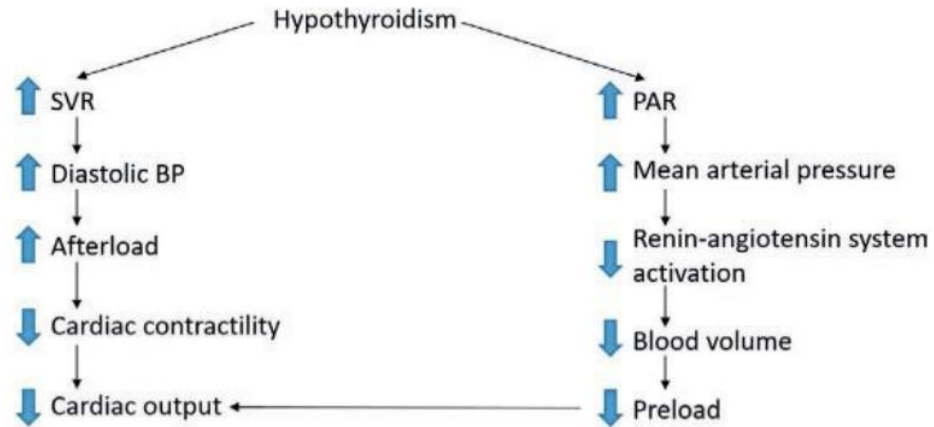 Hypothyroidism
SVR
Diastolic BP
Afterload
Cardiac contractility
Cardiac output
PAR
Mean arterial pressure
Renin-angiotensin system
activation
Blood volume
Preload